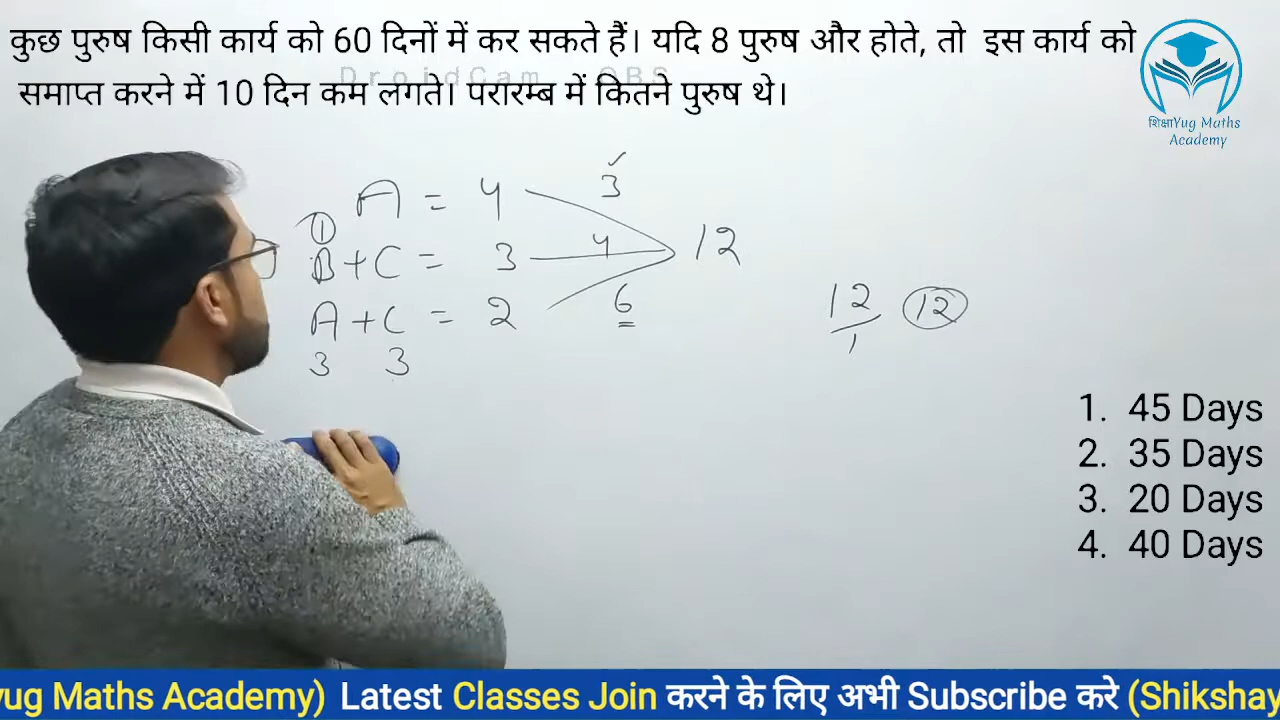 कुछ पुरुष किसी कार्य को 60 दिनों में कर सकते हैं। यदि 8 पुरुष और होते, तो इस कार्य को
DroidCam OBS
समाप्त करने में 10 दिन कम लगते। परारम्ब में कितने पुरुष थे।
शिक्षाYug Maths
Academy
3
A = 4
1
B + C = 3
4
12
A + C = 2
6
3 3
12
1
12
1. 45 Days
2. 35 Days
3. 20 Days
4. 40 Days
yug Maths Academy) Latest Classes Join करने के लिए अभी Subscribe करे (Shikshay